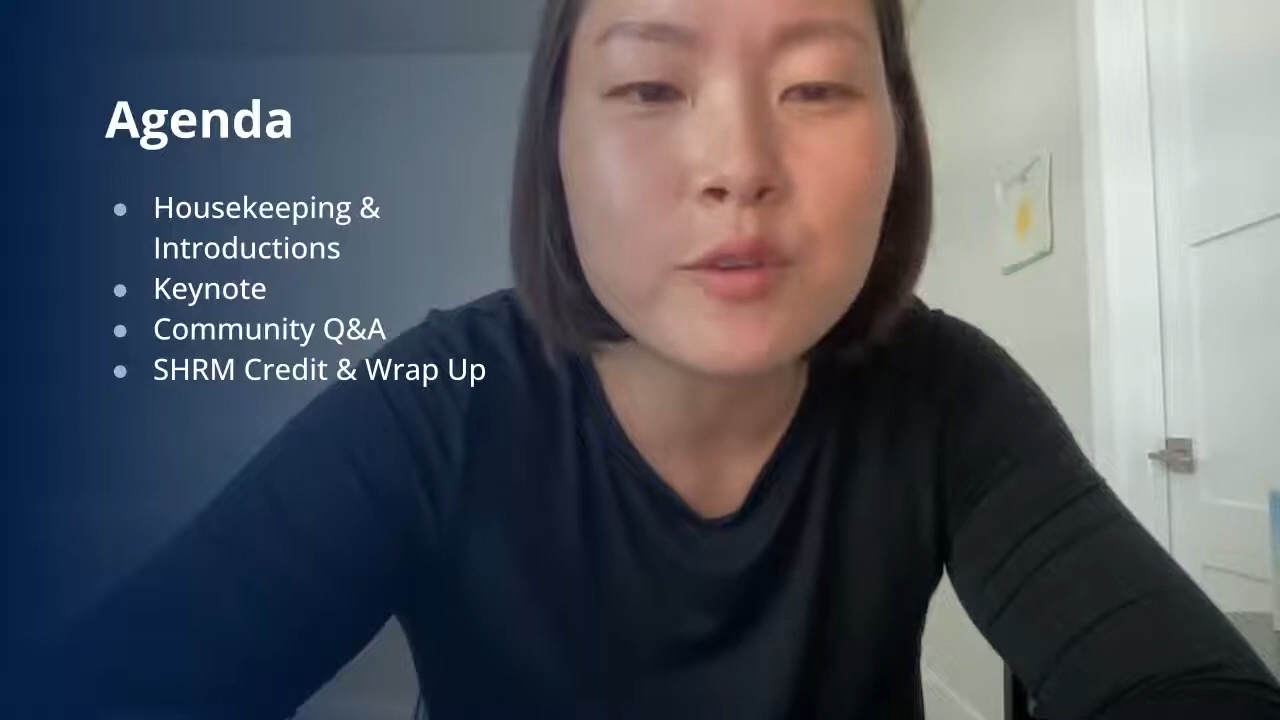 Agenda
Housekeeping &
Introductions
Keynote
Community Q&A
SHRM Credit & Wrap Up